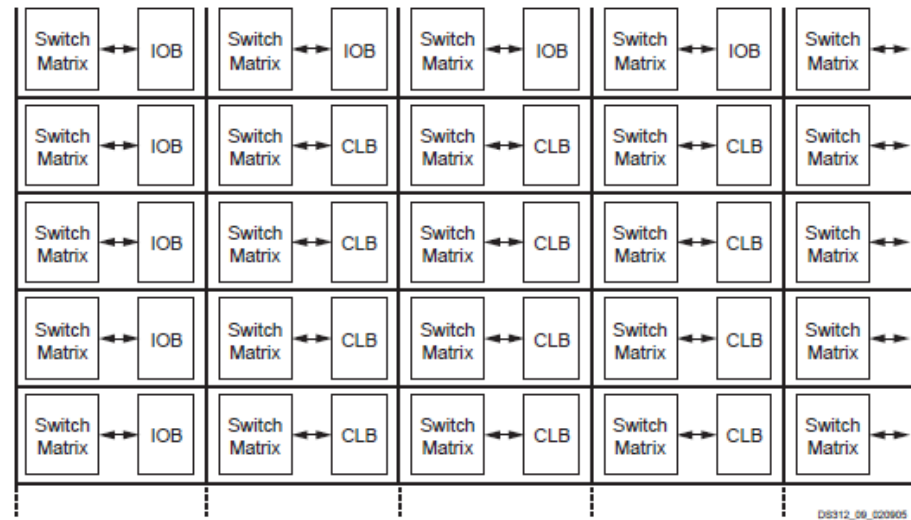 Switch Matrix IOB Switch Matrix IOB Switch Matrix IOB Switch Matrix IOB Switch Matrix
Switch Matrix IOB Switch Matrix CLB Switch Matrix CLB Switch Matrix CLB Switch Matrix
Switch Matrix IOB Switch Matrix CLB Switch Matrix CLB Switch Matrix CLB Switch Matrix
Switch Matrix IOB Switch Matrix CLB Switch Matrix CLB Switch Matrix CLB Switch Matrix
Switch Matrix IOB Switch Matrix CLB Switch Matrix CLB Switch Matrix CLB Switch Matrix
DS312_09_020905